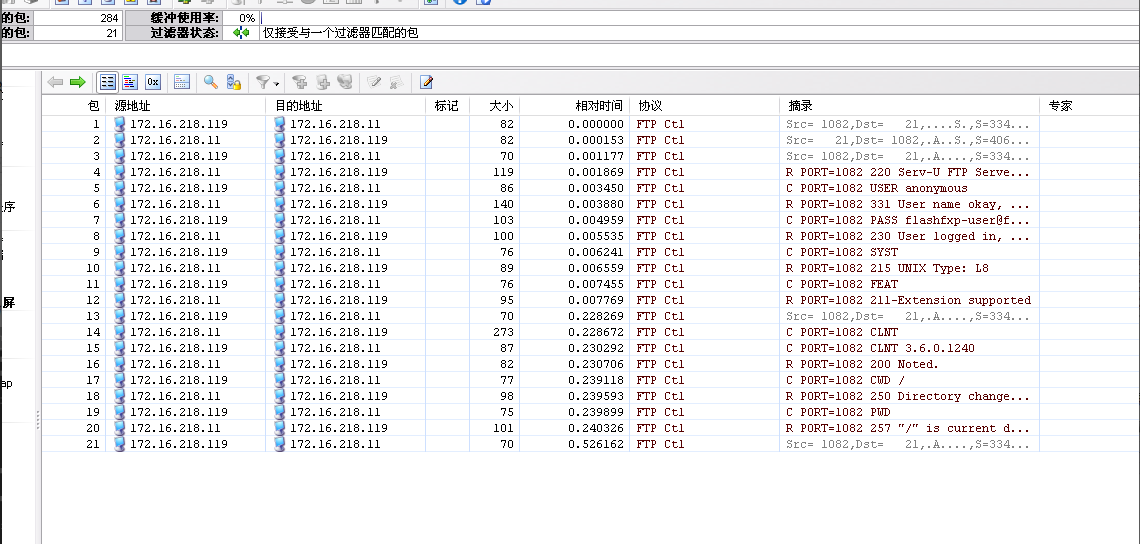 的包: 284 缓冲使用率: 0%
的包: 21 过滤器状态: 仅接受与一个过滤器匹配的包
包 源地址 目的地址 标记 大小 相对时间 协议 摘录 专家
1 172.16.218.119 172.16.218.11 82 0.000000 FTP Ctl Src= 1082,Dst= 21,....S.,S=334...
2 172.16.218.11 172.16.218.119 82 0.000153 FTP Ctl Src= 21,Dst= 1082,.A..S.,S=406...
3 172.16.218.119 172.16.218.11 70 0.001177 FTP Ctl Src= 1082,Dst= 21,.A....,S=334...
4 172.16.218.11 172.16.218.119 119 0.001869 FTP Ctl R PORT=1082 220 Serv-U FTP Serve...
5 172.16.218.119 172.16.218.11 86 0.003450 FTP Ctl C PORT=1082 USER anonymous
6 172.16.218.11 172.16.218.119 140 0.003880 FTP Ctl R PORT=1082 331 User name okay, ...
7 172.16.218.119 172.16.218.11 103 0.004959 FTP Ctl C PORT=1082 PASS flashfxp-user@f...
8 172.16.218.11 172.16.218.119 100 0.005535 FTP Ctl R PORT=1082 230 User logged in, ...
序
9 172.16.218.119 172.16.218.11 76 0.006241 FTP Ctl C PORT=1082 SYST
10 172.16.218.11 172.16.218.119 89 0.006559 FTP Ctl R PORT=1082 215 UNIX Type: L8
11 172.16.218.119 172.16.218.11 76 0.007455 FTP Ctl C PORT=1082 FEAT
12 172.16.218.11 172.16.218.119 95 0.007769 FTP Ctl R PORT=1082 211-Extension supported
屏
13 172.16.218.119 172.16.218.11 70 0.228269 FTP Ctl Src= 1082,Dst= 21,.A....,S=334...
14 172.16.218.11 172.16.218.119 273 0.228672 FTP Ctl C PORT=1082 CLNT
15 172.16.218.119 172.16.218.11 87 0.230292 FTP Ctl C PORT=1082 CLNT 3.6.0.1240
16 172.16.218.11 172.16.218.119 82 0.230706 FTP Ctl R PORT=1082 200 Noted.
17 172.16.218.119 172.16.218.11 77 0.239118 FTP Ctl C PORT=1082 CWD /
ap
18 172.16.218.11 172.16.218.119 98 0.239593 FTP Ctl R PORT=1082 250 Directory change...
19 172.16.218.119 172.16.218.11 75 0.239899 FTP Ctl C PORT=1082 PWD
20 172.16.218.11 172.16.218.119 101 0.240326 FTP Ctl R PORT=1082 257 "/" is current d...
21 172.16.218.119 172.16.218.11 70 0.526162 FTP Ctl Src= 1082,Dst= 21,.A....,S=334...